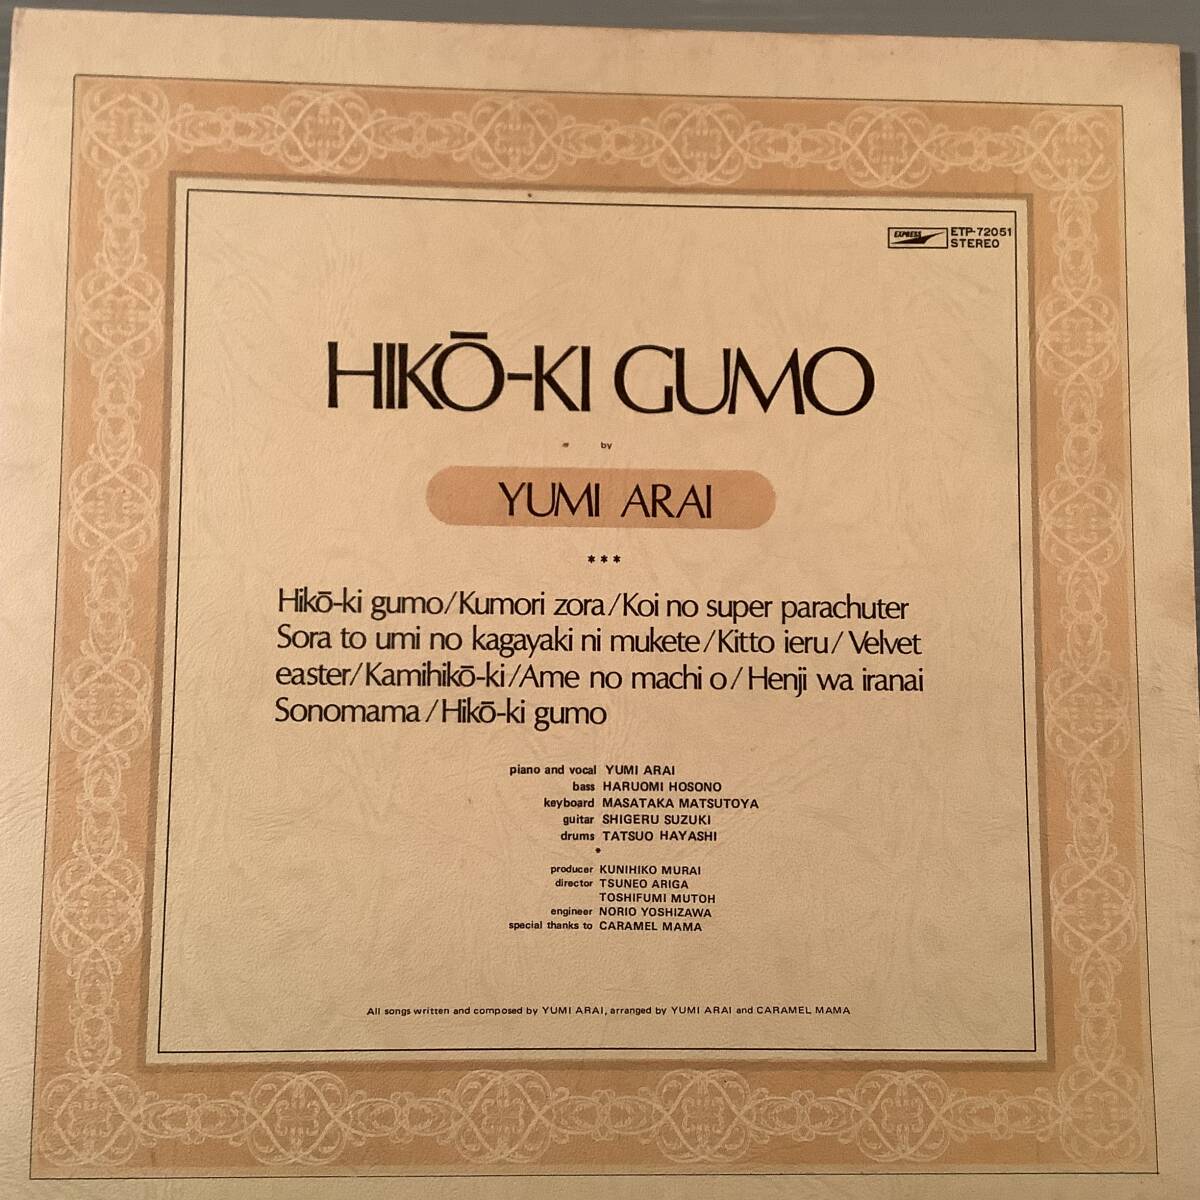 EXPRESS ETP-72051
STEREO
HIKŌ-KI GUMO
by
YUMI ARAI
***
Hikō-ki gumo/Kumori zora/Koi no super parachuter
Sora to umi no kagayaki ni mukete/Kitto ieru/Velvet
easter/Kamihikō-ki/Ame no machi o/Henji wa iranai
Sonomama/Hikō-ki gumo
piano and vocal YUMI ARAI
bass HARUOMI HOSONO
keyboard MASATAKA MATSUTOYA
guitar SHIGERU SUZUKI
drums TATSUO HAYASHI
*
producer KUNIHIKO MURAI
director TSUNEO ARIGA
TOSHIFUMI MUTOH
engineer NORIO YOSHIZAWA
special thanks to CARAMEL MAMA
All songs written and composed by YUMI ARAI, arranged by YUMI ARAI and CARAMEL MAMA